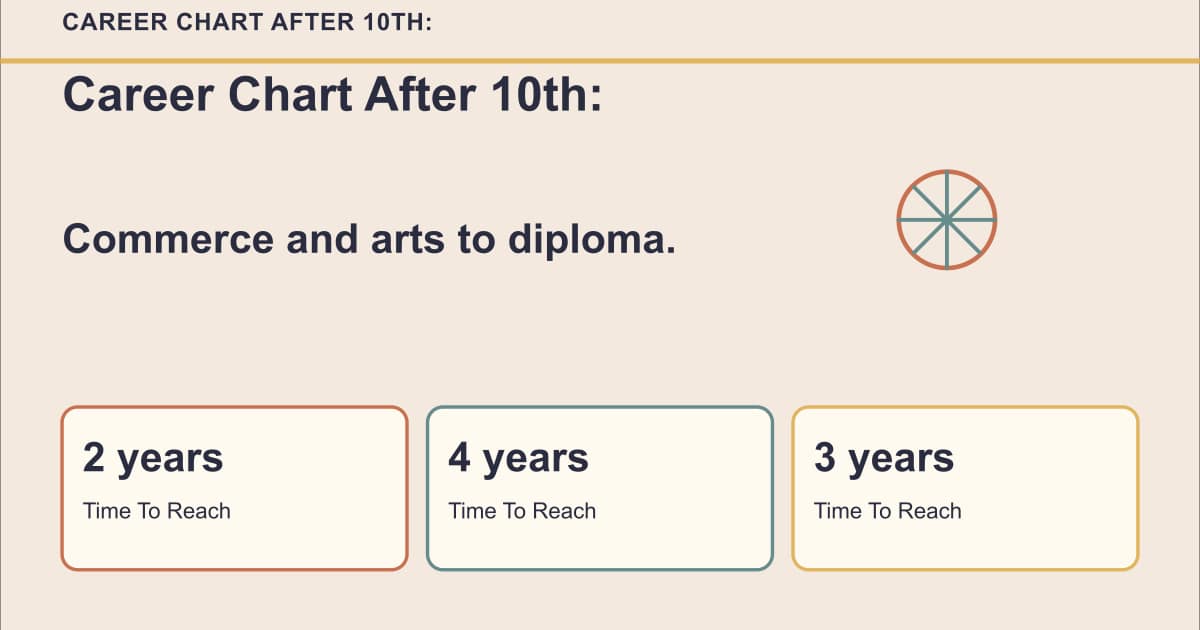 CAREER CHART AFTER 10TH:
Career Chart After 10th:
Commerce and arts to diploma.
2 years
Time To Reach
4 years
Time To Reach
3 years
Time To Reach